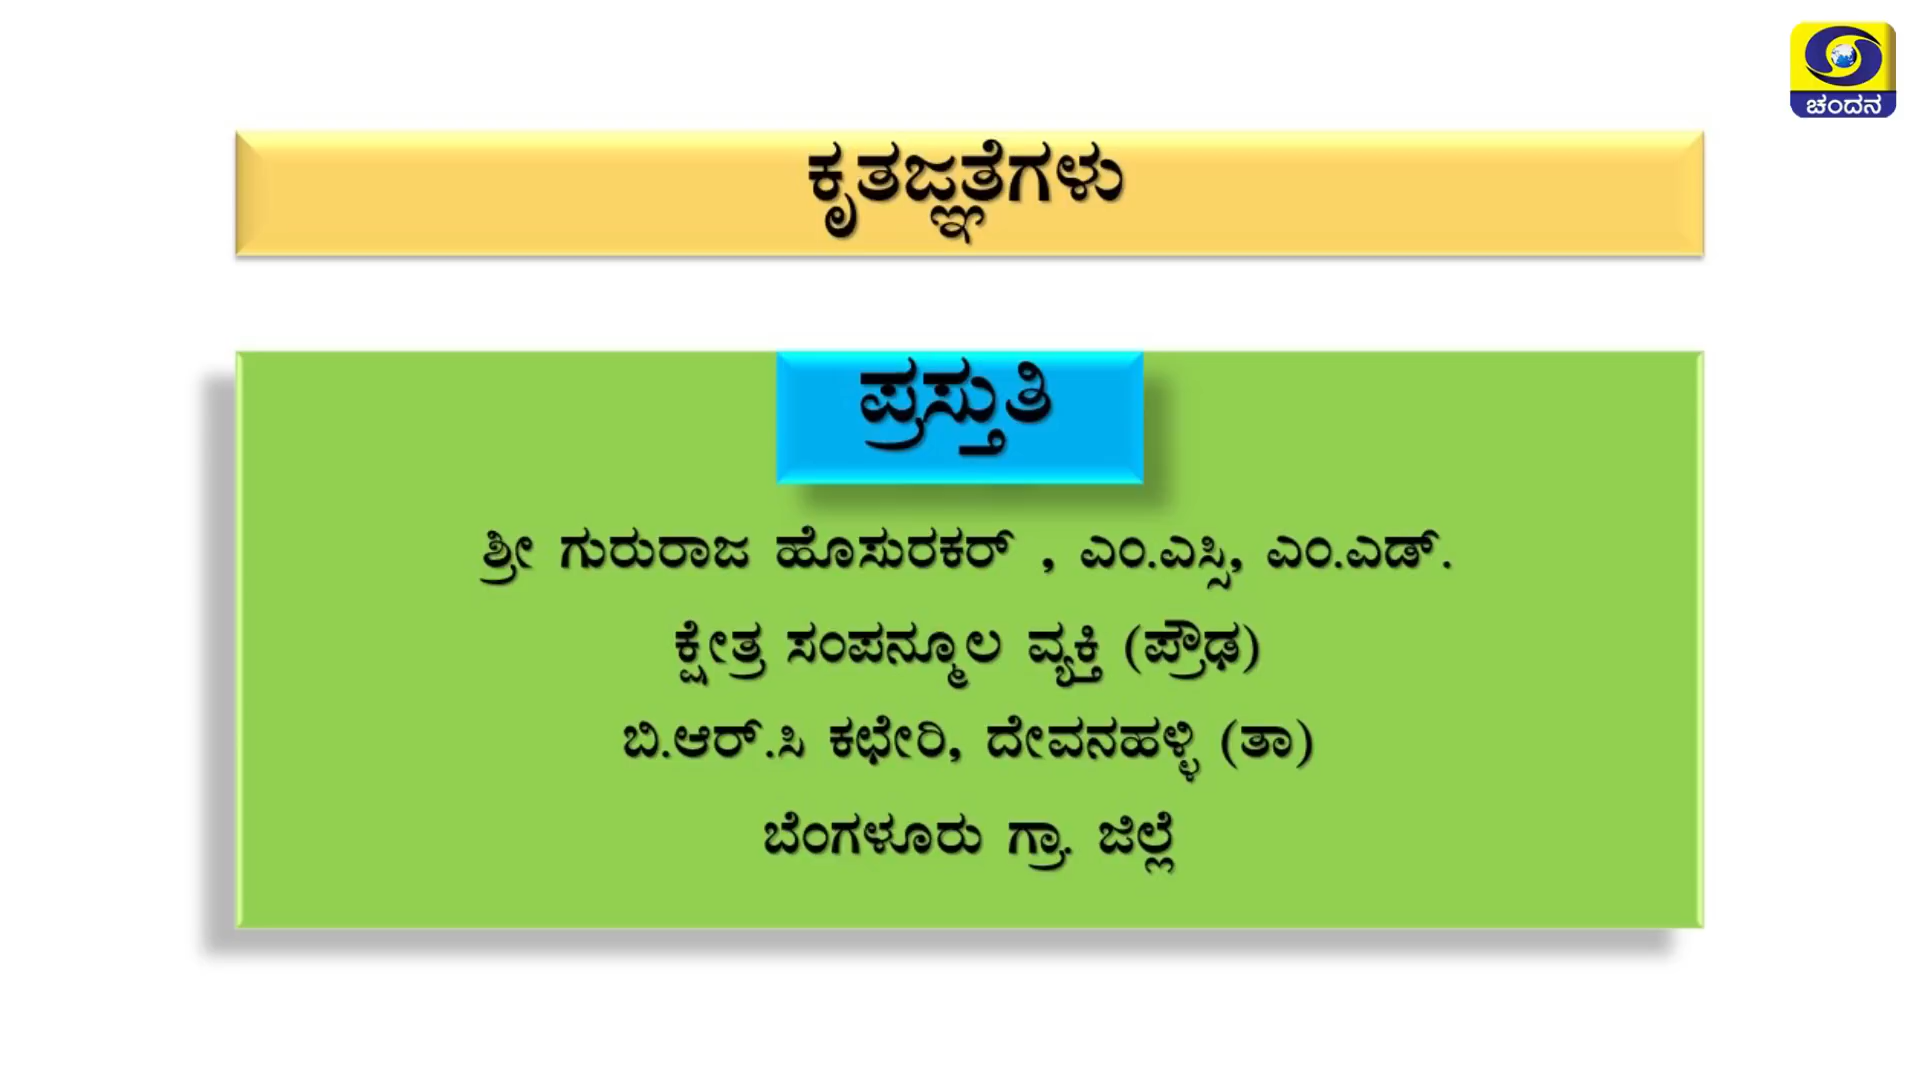 ಚಂದನ
ಕೃತಜ್ಞತೆಗಳು
ಪ್ರಸ್ತುತಿ
ಶ್ರೀ ಗುರುರಾಜ ಹೊಸುರಕರ್ , ಎಂ.ಎಸ್ಸಿ, ಎಂ.ಎಡ್.
ಕ್ಷೇತ್ರ ಸಂಪನ್ಮೂಲ ವ್ಯಕ್ತಿ (ಪ್ರೌಢ)
ಬಿ.ಆರ್.ಸಿ ಕಛೇರಿ, ದೇವನಹಳ್ಳಿ (ತಾ)
ಬೆಂಗಳೂರು ಗ್ರಾ. ಜಿಲ್ಲೆ